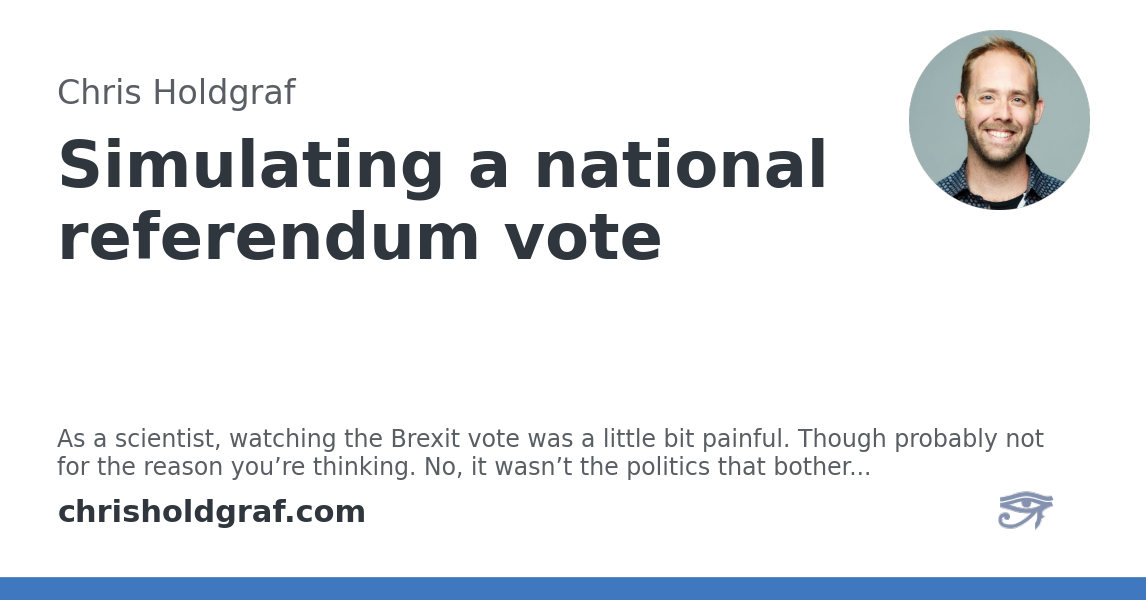 Chris Holdgraf
Simulating a national
referendum vote
As a scientist, watching the Brexit vote was a little bit painful. Though probably not
for the reason you’re thinking. No, it wasn’t the politics that bother...
chrisholdgraf.com